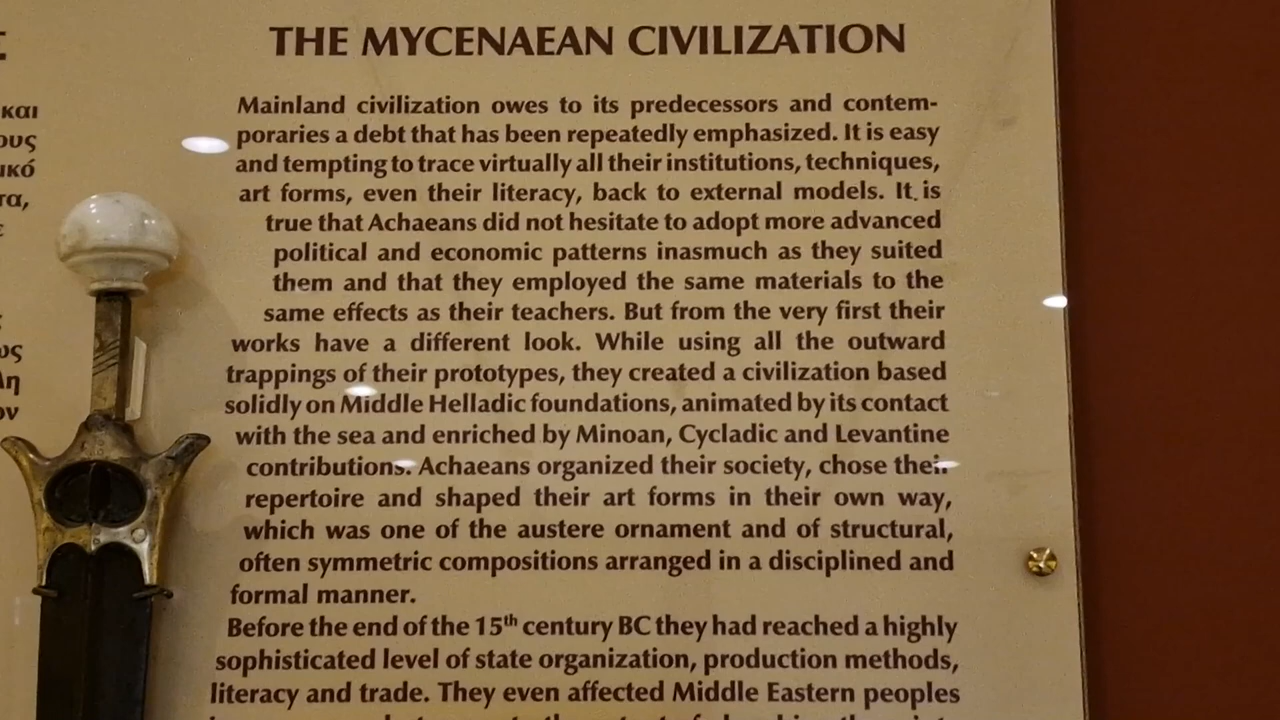 THE MYCENAEAN CIVILIZATION
και
Mainland civilization owes to its predecessors and contem-
poraries a debt that has been repeatedly emphasized. It is easy
and tempting to trace virtually all their institutions, techniques,
art forms, even their literacy, back to external models. It is
true that Achaeans did not hesitate to adopt more advanced
political and economic patterns inasmuch as they suited
them and that they employed the same materials to the
same effects as their teachers. But from the very first their
works have a different look. While using all the outward
trappings of their prototypes, they created a civilization based
solidly on Middle Helladic foundations, animated by its contact
with the sea and enriched by Minoan, Cycladic and Levantine
contributions. Achaeans organized their society, chose their
repertoire and shaped their art forms in their own way,
which was one of the austere ornament and of structural,
often symmetric compositions arranged in a disciplined and
formal manner.
Before the end of the 15th century BC they had reached a highly
sophisticated level of state organization, production methods,
literacy and trade. They even affected Middle Eastern peoples